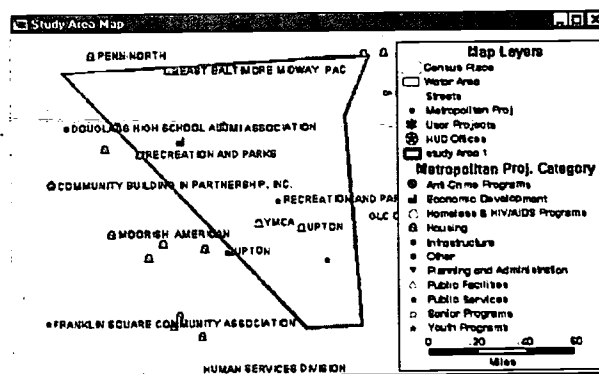 Study Area Map
PENN-NORTH
EAST BALTIMORE MIDWAY PAC
DOUGLASS HIGH SCHOOL ALUMI ASSOCIATION
RECREATION AND PARKS
COMMUNITY BUILDING IN PARTNERSHIP, INC.
RECREATION AND PAR
OLC C
YMCA
UPTON
MOORISH AMERICAN
UPTON
FRANKLIN SQUARE COMMUNITY ASSOCIATION
HUMAN SERVICES DIVISION
Map Layers
Census Place
Water Area
Streets
Metropolitan Proj
User Projects
HUD Offices
study Area 1
Metropolitan Proj. Category
Anti-Crime Programs
Economic Development
Homeless & HIV/AIDS Programs
Housing
Infrastructure
Other
Planning and Administration
Public Facilities
Public Services
Senior Programs
Youth Programs
0 .20 .40 .60
Miles